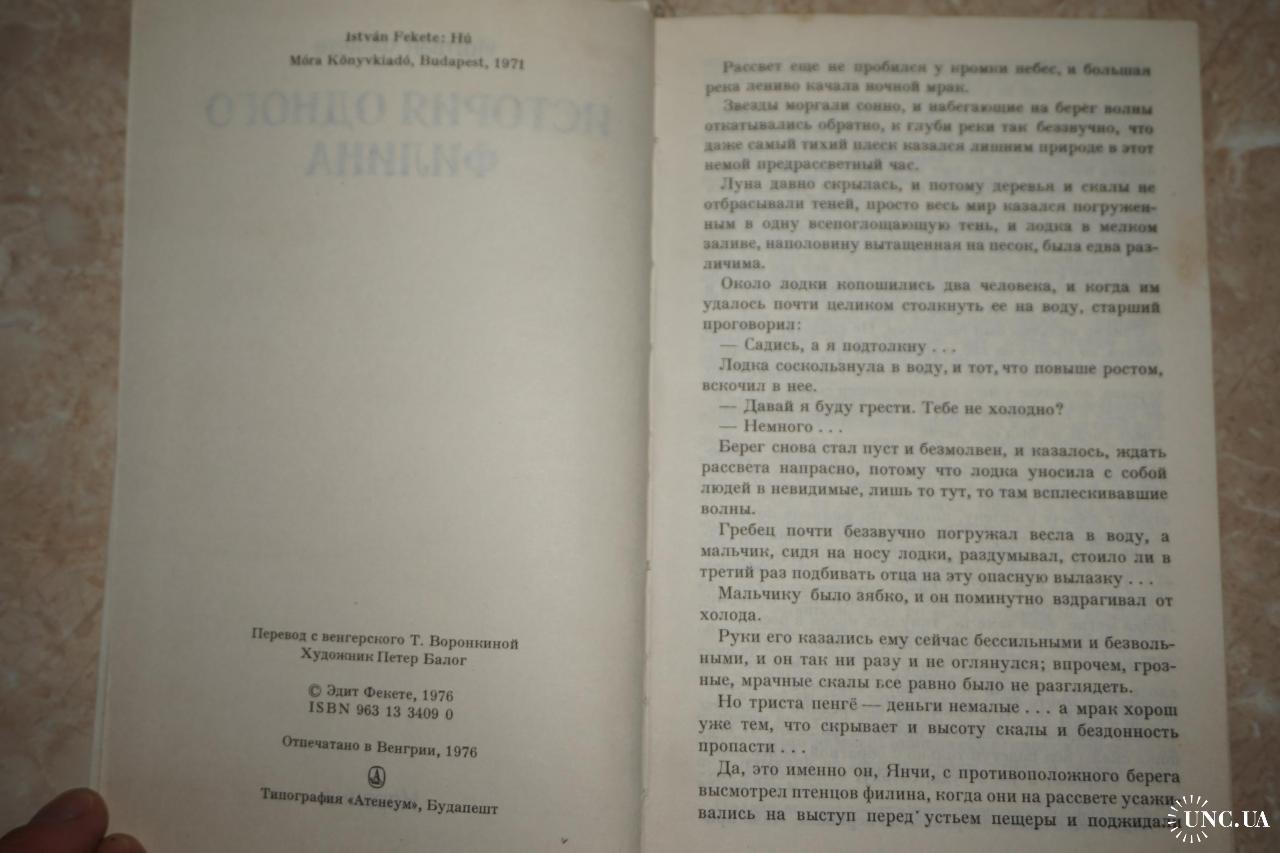 István Fekete: Hú
Móra Könyvkiadó, Budapest, 1971
ИСТОРИЯ ОДНОГО
ФИЛИНА
Перевод с венгерского Т. Воронкиной
Художник Петер Балог
© Эдит Фекете, 1976
ISBN 963 13 3409 0
Отпечатано в Венгрии, 1976
Типография «Атенеум», Будапешт
Рассвет еще не пробился у кромки небес, и большая
река лениво качала ночной мрак.
Звезды моргали сонно, и набегающие на берег волны
откатывались обратно, к глуби реки так беззвучно, что
даже самый тихий плеск казался лишним природе в этот
немой предрассветный час.
Луна давно скрылась, и потому деревья и скалы не
отбрасывали теней, просто весь мир казался погружен-
ным в одну всепоглощающую тень, и лодка в мелком
заливе, наполовину вытащенная на песок, была едва раз-
личима.
Около лодки копошились два человека, и когда им
удалось почти целиком столкнуть ее на воду, старший
проговорил:
— Садись, а я подтолкну . . .
Лодка соскользнула в воду, и тот, что повыше ростом,
вскочил в нее.
— Давай я буду грести. Тебе не холодно?
— Немного . . .
Берег снова стал пуст и безмолвен, и казалось, ждать
рассвета напрасно, потому что лодка уносила с собой
людей в невидимые, лишь то тут, то там всплескивавшие
волны.
Гребец почти беззвучно погружал весла в воду, а
мальчик, сидя на носу лодки, раздумывал, стоило ли в
третий раз подбивать отца на эту опасную вылазку . . .
Мальчику было зябко, и он поминутно вздрагивал от
холода.
Руки его казались ему сейчас бессильными и безволь-
ными, и он так ни разу и не оглянулся; впрочем, гроз-
ные, мрачные скалы все равно было не разглядеть.
Но триста пенгё — деньги немалые . . . а мрак хорош
уже тем, что скрывает и высоту скалы и бездонность
пропасти . . .
Да, это именно он, Янчи, с противоположного берега
высмотрел птенцов филина, когда они на рассвете усажи-
вались на выступ перед устьем пещеры и поджидали
UNC.UA